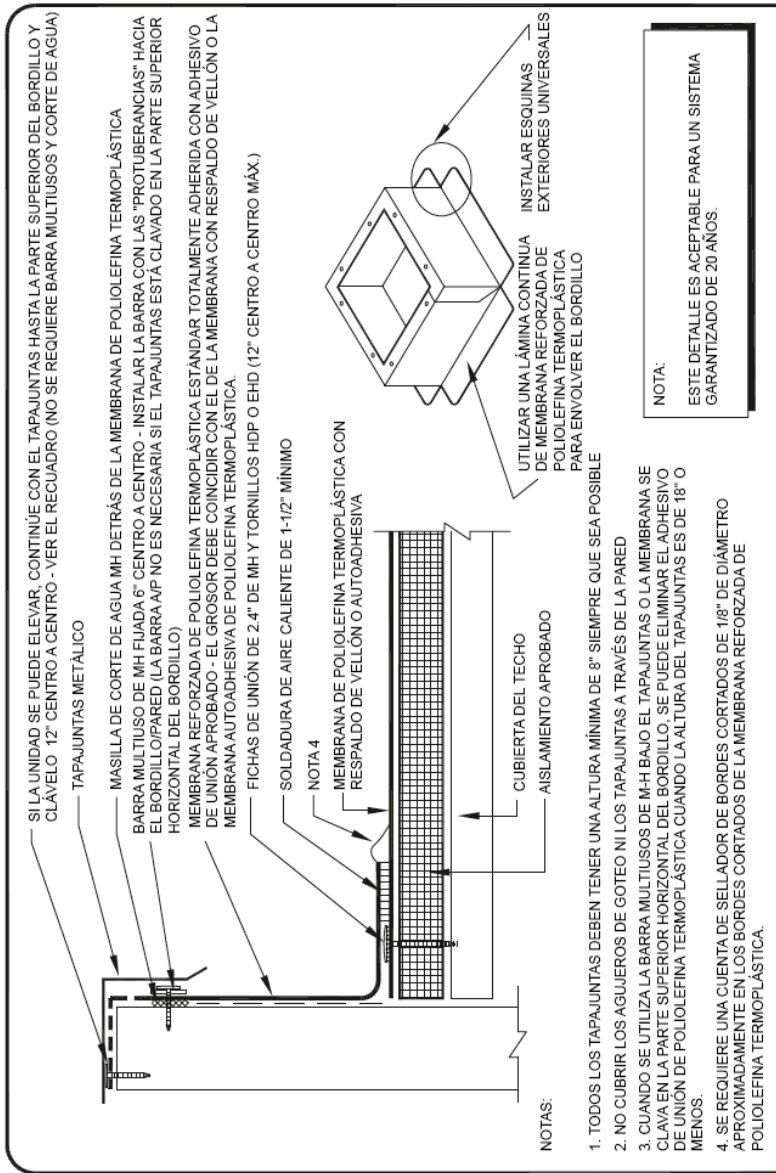 SI LA UNIDAD SE PUEDE ELEVAR, CONTINÚE CON EL TAPAJUNTAS HASTA LA PARTE SUPERIOR DEL BORDILLO Y
CLÁVELO 12" CENTRO A CENTRO - VER EL RECUADRO (NO SE REQUIERE BARRA MULTIUSOS Y CORTE DE AGUA)
TAPAJUNTAS METÁLICO
MASILLA DE CORTE DE AGUA MH DETRÁS DE LA MEMBRANA DE POLIOLEFINA TERMOPLÁSTICA
BARRA MULTIUSO DE MH FIJADA 6" CENTRO A CENTRO - INSTALAR LA BARRA CON LAS "PROTUBERANCIAS" HACIA
EL BORDILLO/PARED (LA BARRA A/P NO ES NECESARIA SI EL TAPAJUNTAS ESTÁ CLAVADO EN LA PARTE SUPERIOR
HORIZONTAL DEL BORDILLO)
MEMBRANA REFORZADA DE POLIOLEFINA TERMOPLÁSTICA ESTÁNDAR TOTALMENTE ADHERIDA CON ADHESIVO
DE UNIÓN APROBADO - EL GROSOR DEBE COINCIDIR CON EL DE LA MEMBRANA CON RESPALDO DE VELLÓN O LA
MEMBRANA AUTOADHESIVA DE POLIOLEFINA TERMOPLÁSTICA.
FICHAS DE UNIÓN DE 2.4" DE MH Y TORNILLOS HDP O EHD (12" CENTRO A CENTRO MÁX.)
SOLDADURA DE AIRE CALIENTE DE 1-1/2" MÍNIMO
NOTA 4
MEMBRANA DE POLIOLEFINA TERMOPLÁSTICA CON
RESPALDO DE VELLÓN O AUTOADHESIVA
CUBIERTA DEL TECHO
AISLAMIENTO APROBADO
UTILIZAR UNA LÁMINA CONTINUA
DE MEMBRANA REFORZADA DE
POLIOLEFINA TERMOPLÁSTICA
PARA ENVOLVER EL BORDILLO
INSTALAR ESQUINAS
EXTERIORES UNIVERSALES
NOTAS:
1. TODOS LOS TAPAJUNTAS DEBEN TENER UNA ALTURA MÍNIMA DE 8" SIEMPRE QUE SEA POSIBLE
2. NO CUBRIR LOS AGUJEROS DE GOTEO NI LOS TAPAJUNTAS A TRAVÉS DE LA PARED
3. CUANDO SE UTILIZA LA BARRA MULTIUSOS DE M-H BAJO EL TAPAJUNTAS O LA MEMBRANA SE
CLAVA EN LA PARTE SUPERIOR HORIZONTAL DEL BORDILLO, SE PUEDE ELIMINAR EL ADHESIVO
DE UNIÓN DE POLIOLEFINA TERMOPLÁSTICA CUANDO LA ALTURA DEL TAPAJUNTAS ES DE 18" O
MENOS.
4. SE REQUIERE UNA CUENTA DE SELLADOR DE BORDES CORTADOS DE 1/8" DE DIÁMETRO
APROXIMADAMENTE EN LOS BORDES CORTADOS DE LA MEMBRANA REFORZADA DE
POLIOLEFINA TERMOPLÁSTICA.
NOTA:
ESTE DETALLE ES ACEPTABLE PARA UN SISTEMA
GARANTIZADO DE 20 AÑOS.